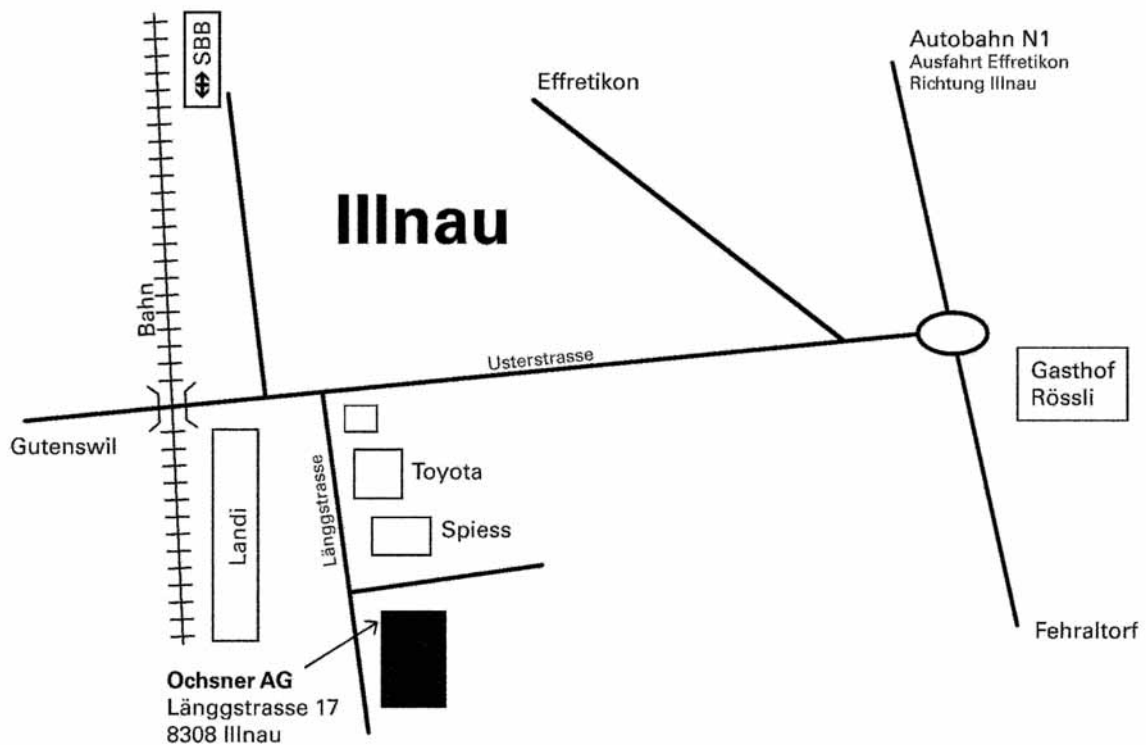 SBB
Autobahn N1
Ausfahrt Effretikon
Richtung Illnau
Effretikon
Illnau
Bahn
Usterstrasse
Gasthof
Rössli
Gutenswil
Landi
Länggstrasse
Toyota
Spiess
Fehraltorf
Ochsner AG
Länggstrasse 17
8308 Illnau